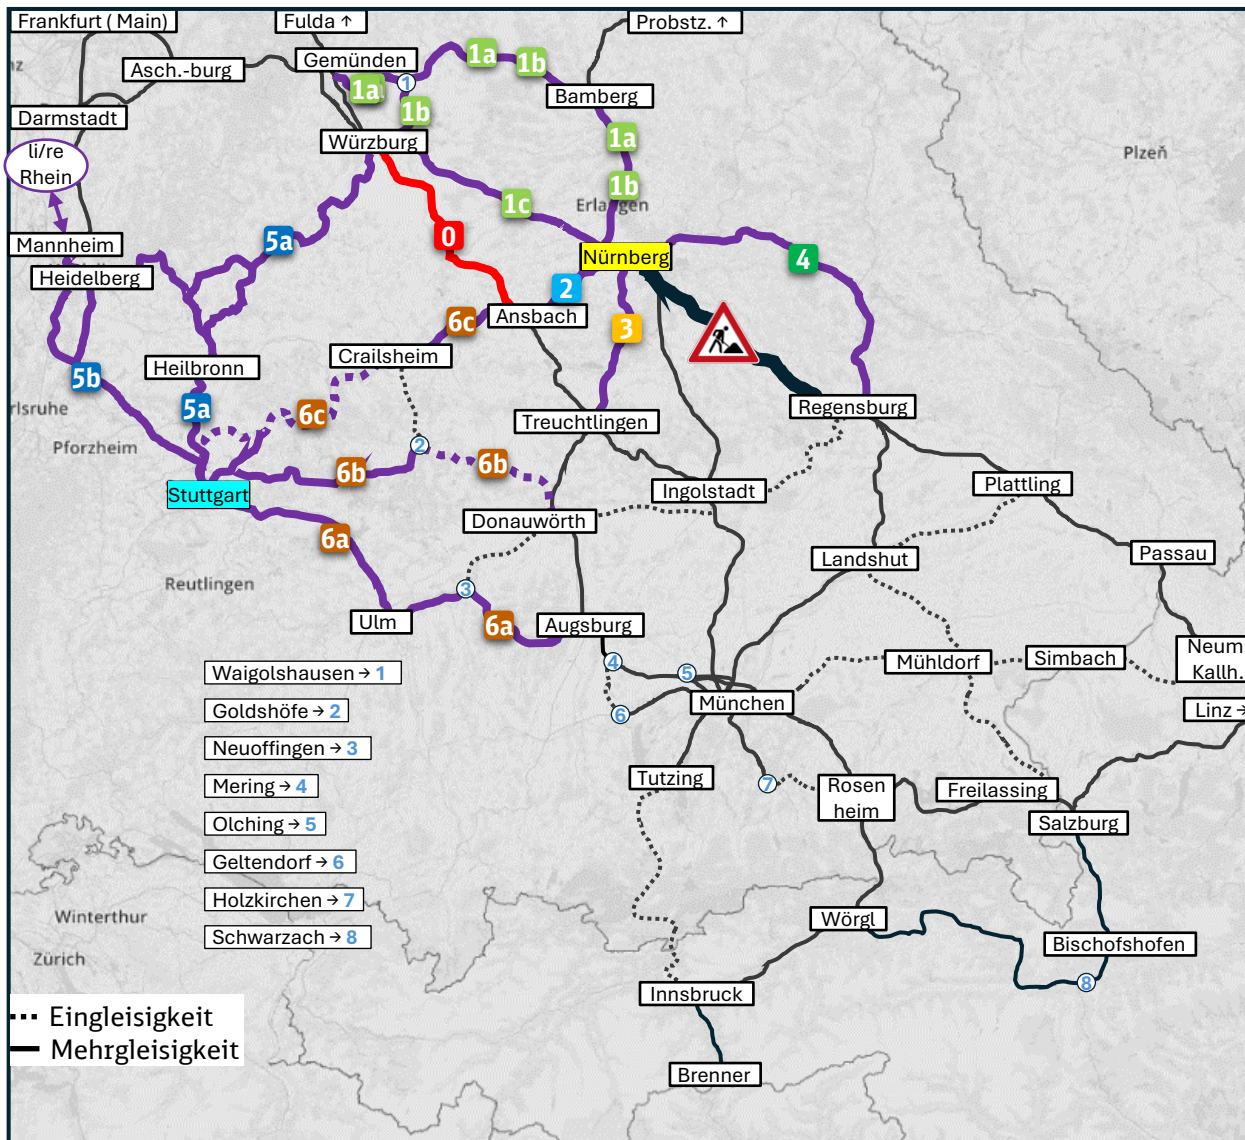 Frankfurt ( Main)
Fulda ↑
Probstz. ↑
Gemünden
Asch.-burg
1a
1b
1a
1
1b
Bamberg
Darmstadt
Würzburg
1a
li/re
Rhein
Plzeň
1b
1c
Erlangen
5a
0
Mannheim
Nürnberg
4
Heidelberg
2
Ansbach
6c
3
Crailsheim
Heilbronn
5b
Regensburg
5a
6c
Treuchtlingen
Pforzheim
2
6b
6b
Stuttgart
Ingolstadt
Plattling
Donauwörth
6a
Landshut
Passau
Reutlingen
3
Ulm
6a
Augsburg
Neum.
Kallh.
4
Mühldorf
Simbach
Waigolshausen → 1
5
München
6
Linz →
Goldshöfe → 2
Neuoffingen → 3
Tutzing
7
Rosen
heim
Freilassing
Mering → 4
Salzburg
Olching → 5
Geltendorf → 6
Holzkirchen → 7
Winterthur
Wörgl
Schwarzach → 8
Bischofshofen
Zürich
8
Innsbruck
Eingleisigkeit
Mehrgleisigkeit
Brenner